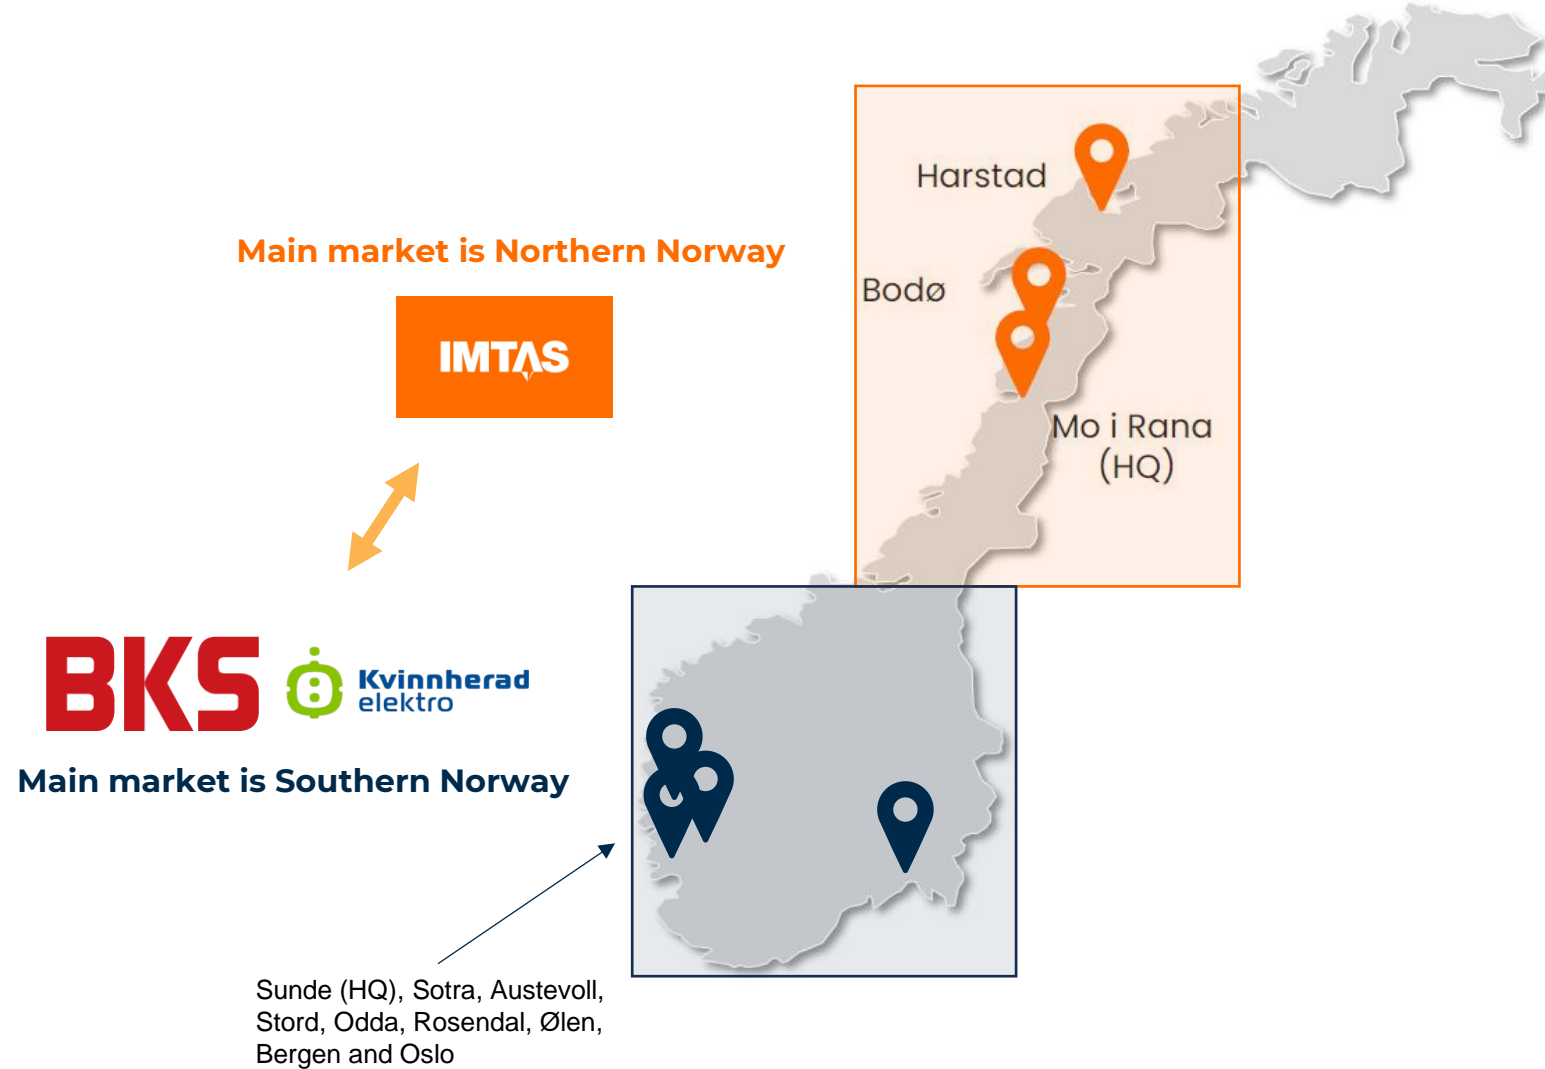 Harstad
Main market is Northern Norway
Bodø
IMTAS
Mo i Rana
(HQ)
BKS
Kvinnherad
elektro
Main market is Southern Norway
Sunde (HQ), Sotra, Austevoll,
Stord, Odda, Rosendal, Ølen,
Bergen and Oslo